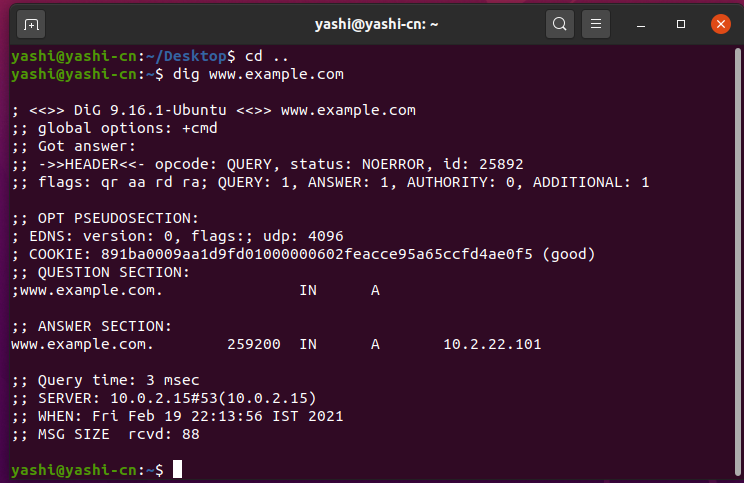 yashi@yashi-cn: ~
yashi@yashi-cn:~/Desktop$ cd ..
yashi@yashi-cn:~$ dig www.example.com
; <<>> DiG 9.16.1-Ubuntu <<>> www.example.com
;; global options: +cmd
;; Got answer:
;; ->>HEADER<<- opcode: QUERY, status: NOERROR, id: 25892
;; flags: qr aa rd ra; QUERY: 1, ANSWER: 1, AUTHORITY: 0, ADDITIONAL: 1
;; OPT PSEUDOSECTION:
; EDNS: version: 0, flags:; udp: 4096
; COOKIE: 891ba0009aa1d9fd01000000602feacce95a65ccfd4ae0f5 (good)
;; QUESTION SECTION:
;www.example.com. IN A
;; ANSWER SECTION:
www.example.com. 259200 IN A 10.2.22.101
;; Query time: 3 msec
;; SERVER: 10.0.2.15#53(10.0.2.15)
;; WHEN: Fri Feb 19 22:13:56 IST 2021
;; MSG SIZE rcvd: 88
yashi@yashi-cn:~$